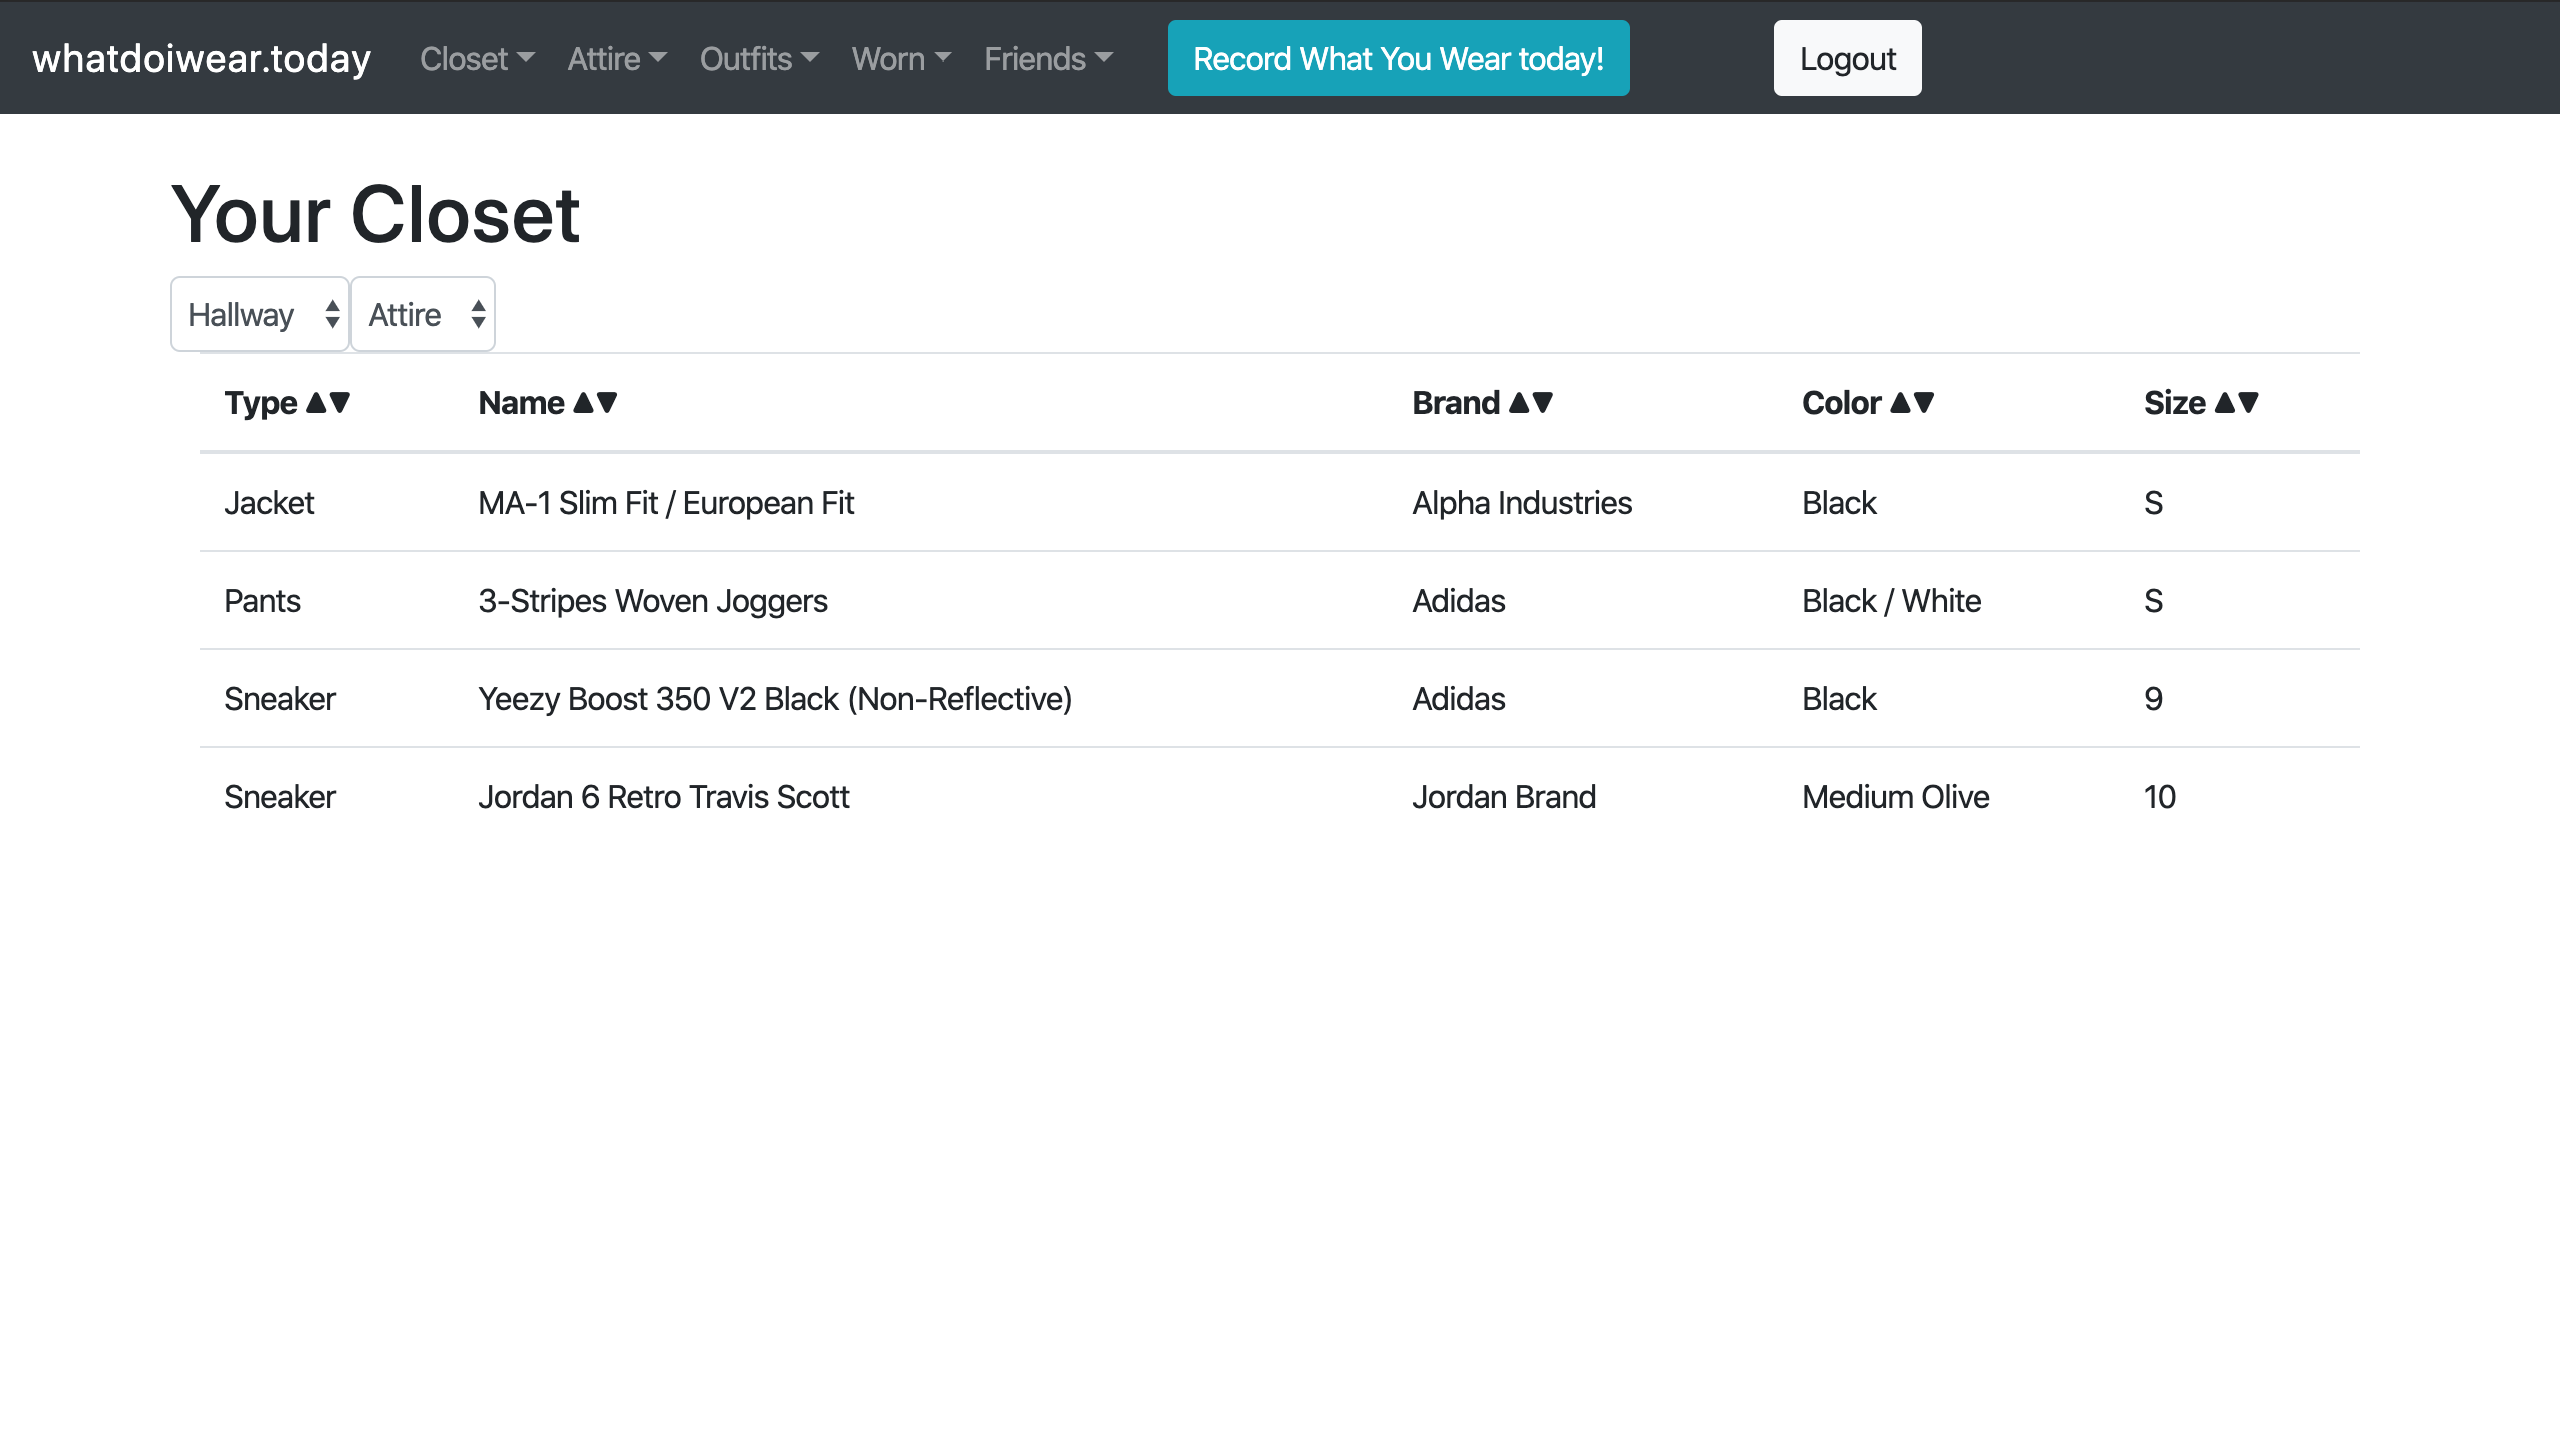 whatdoiwear.today Closet Attire Outfits Worn Friends Record What You Wear today! Logout
Your Closet
Hallway Attire
Type ▲▼ Name ▲▼ Brand ▲▼ Color ▲▼ Size ▲▼
Jacket MA-1 Slim Fit / European Fit Alpha Industries Black S
Pants 3-Stripes Woven Joggers Adidas Black / White S
Sneaker Yeezy Boost 350 V2 Black (Non-Reflective) Adidas Black 9
Sneaker Jordan 6 Retro Travis Scott Jordan Brand Medium Olive 10